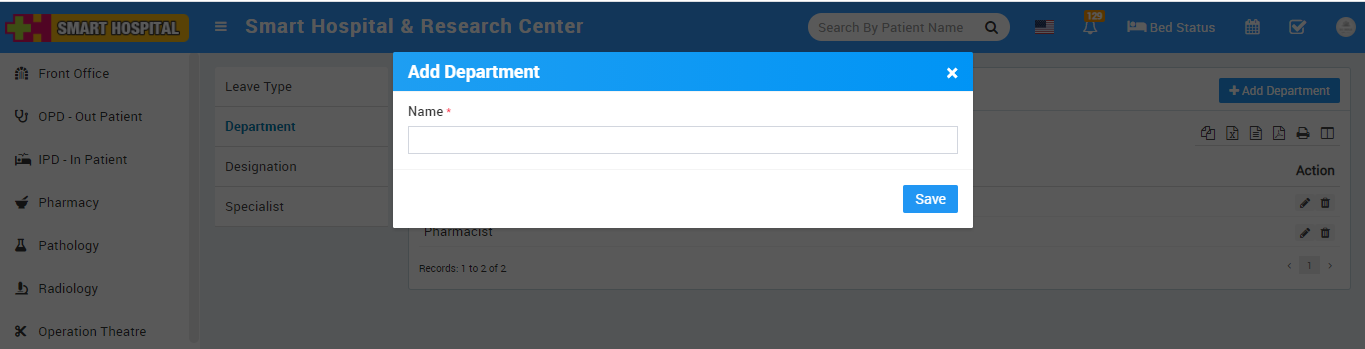 SMART HOSPITAL
Smart Hospital & Research Center
Search By Patient Name
129
Bed Status
Front Office
OPD - Out Patient
IPD - In Patient
Pharmacy
Pathology
Radiology
Operation Theatre
Leave Type
Department
Designation
Specialist
Add Department
×
Name *
Save
+ Add Department
Action
Pharmacist
Records: 1 to 2 of 2
‹ 1 ›